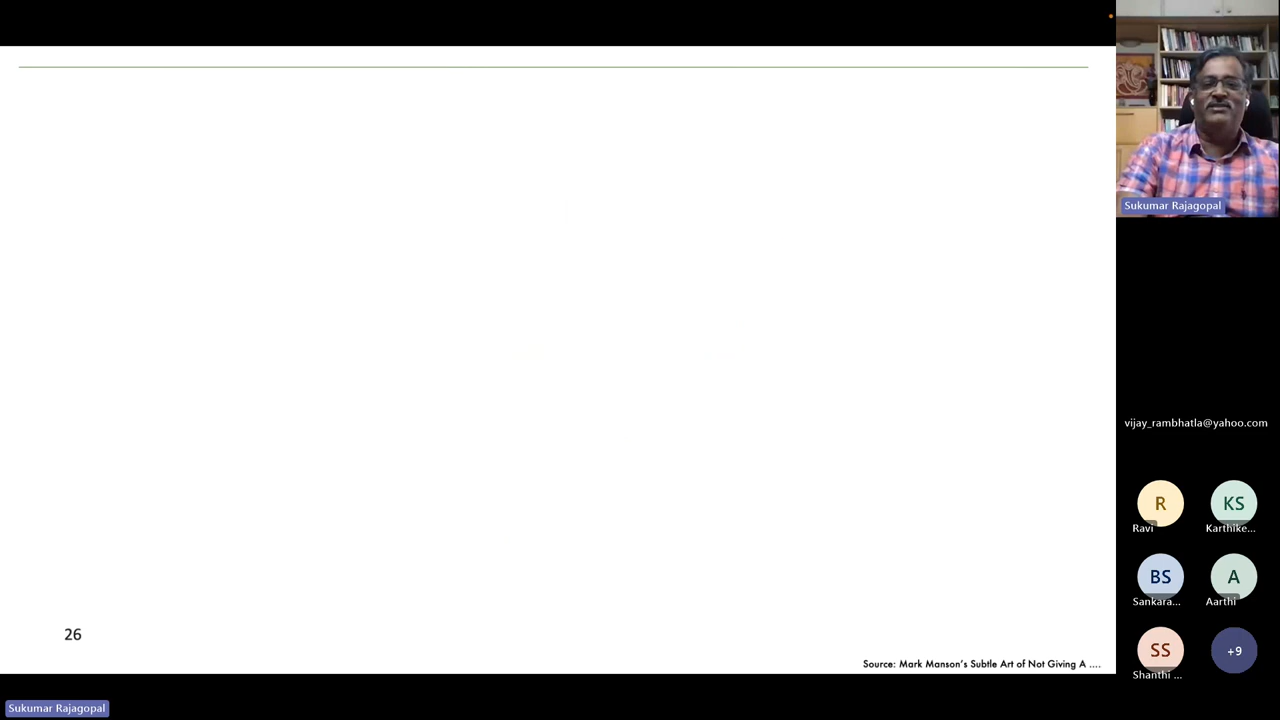 Sukumar Rajagopal
vijay_rambhatla@yahoo.com
R
KS
Ravi
Karthike...
BS
A
Sankara...
Aarthi
SS
+9
Shanthi ...
26
Source: Mark Manson's Subtle Art of Not Giving A ....
Sukumar Rajagopal